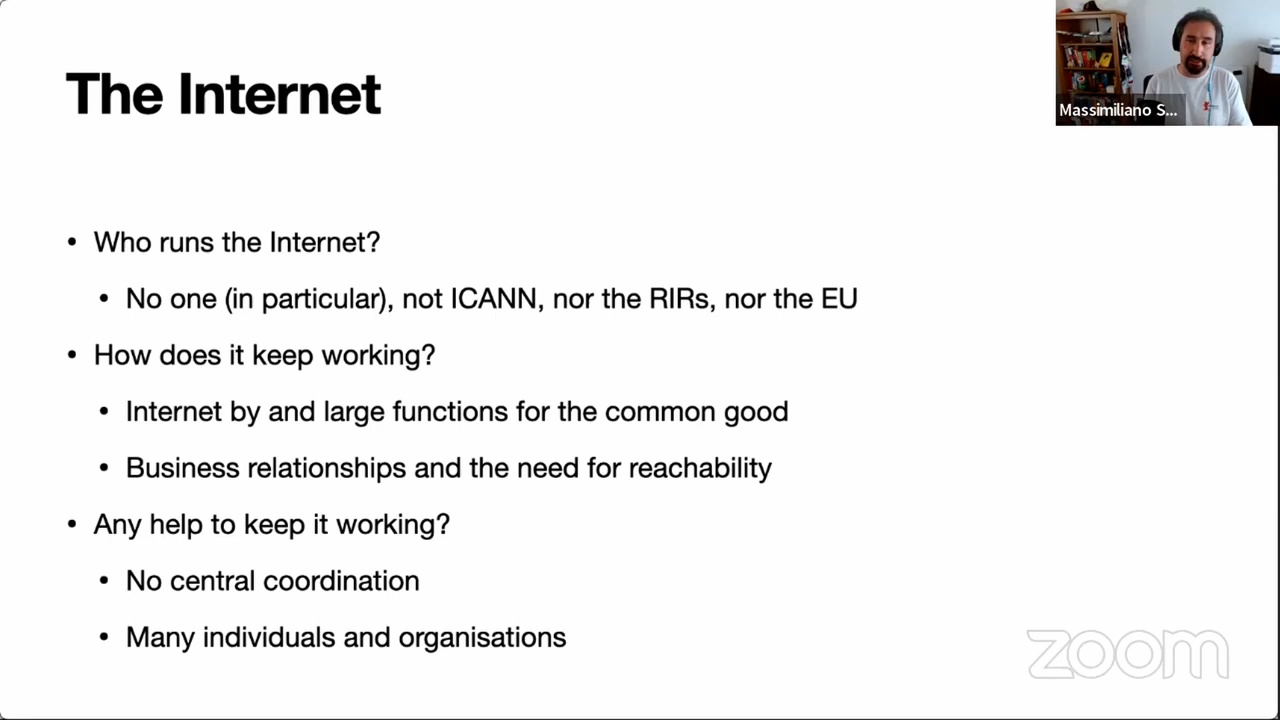 The Internet
Massimiliano S...
• Who runs the Internet?
• No one (in particular), not ICANN, nor the RIRs, nor the EU
• How does it keep working?
• Internet by and large functions for the common good
• Business relationships and the need for reachability
• Any help to keep it working?
• No central coordination
• Many individuals and organisations
zoom